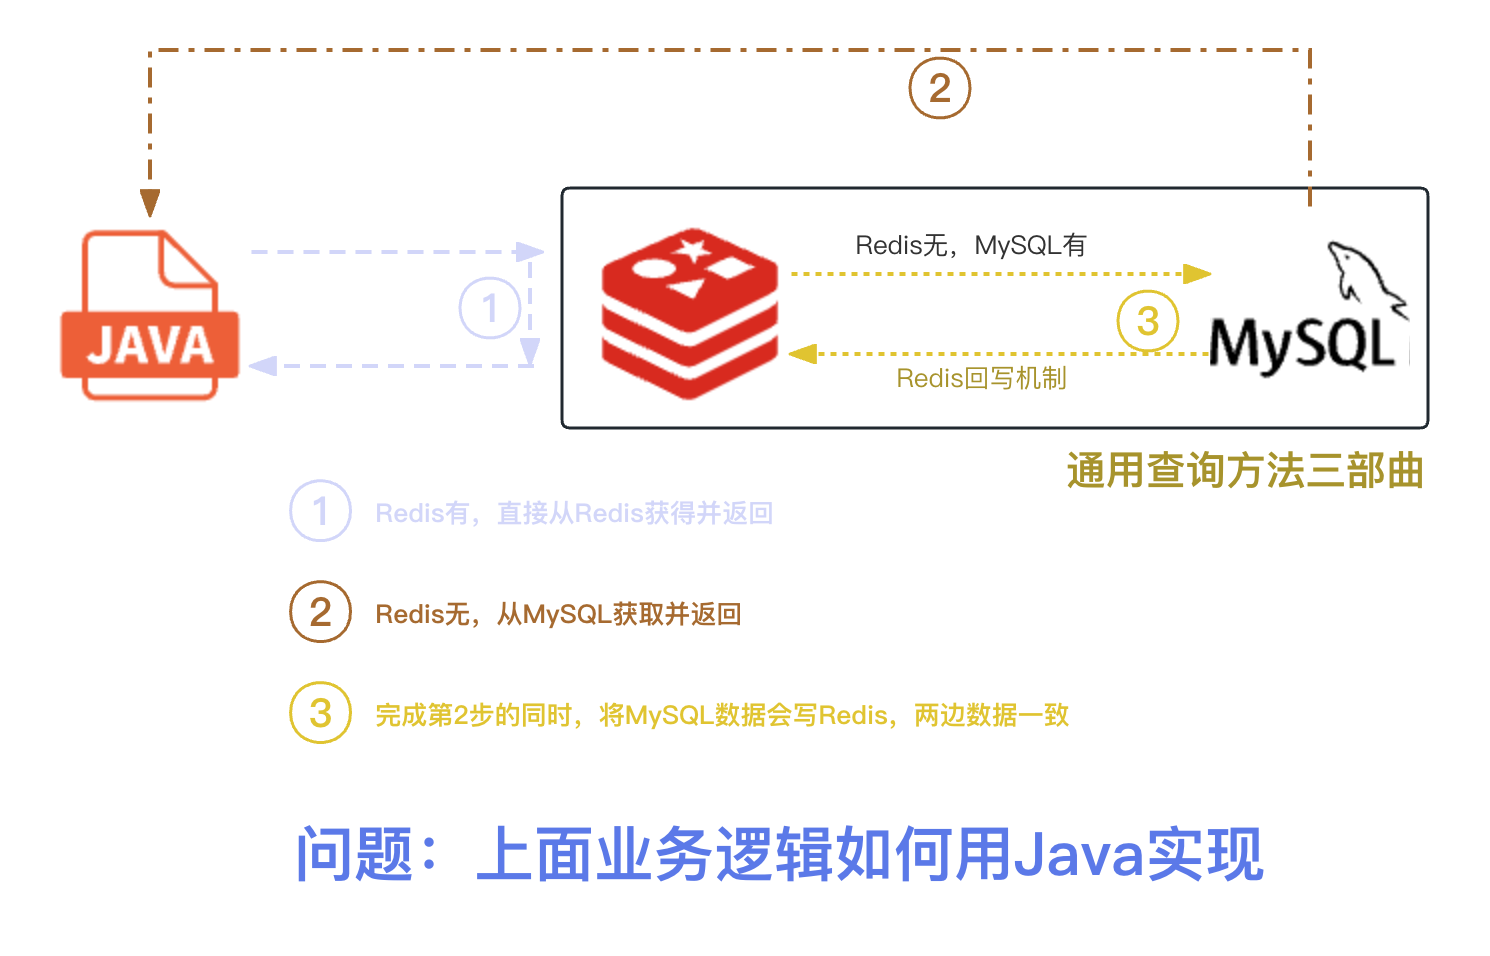 ②
Redis无，MySQL有
JAVA
①
③
MySQL
Redis回写机制
通用查询方法三部曲
① Redis有，直接从Redis获得并返回
② Redis无，从MySQL获取并返回
③ 完成第2步的同时，将MySQL数据会写Redis，两边数据一致
问题：上面业务逻辑如何用Java实现